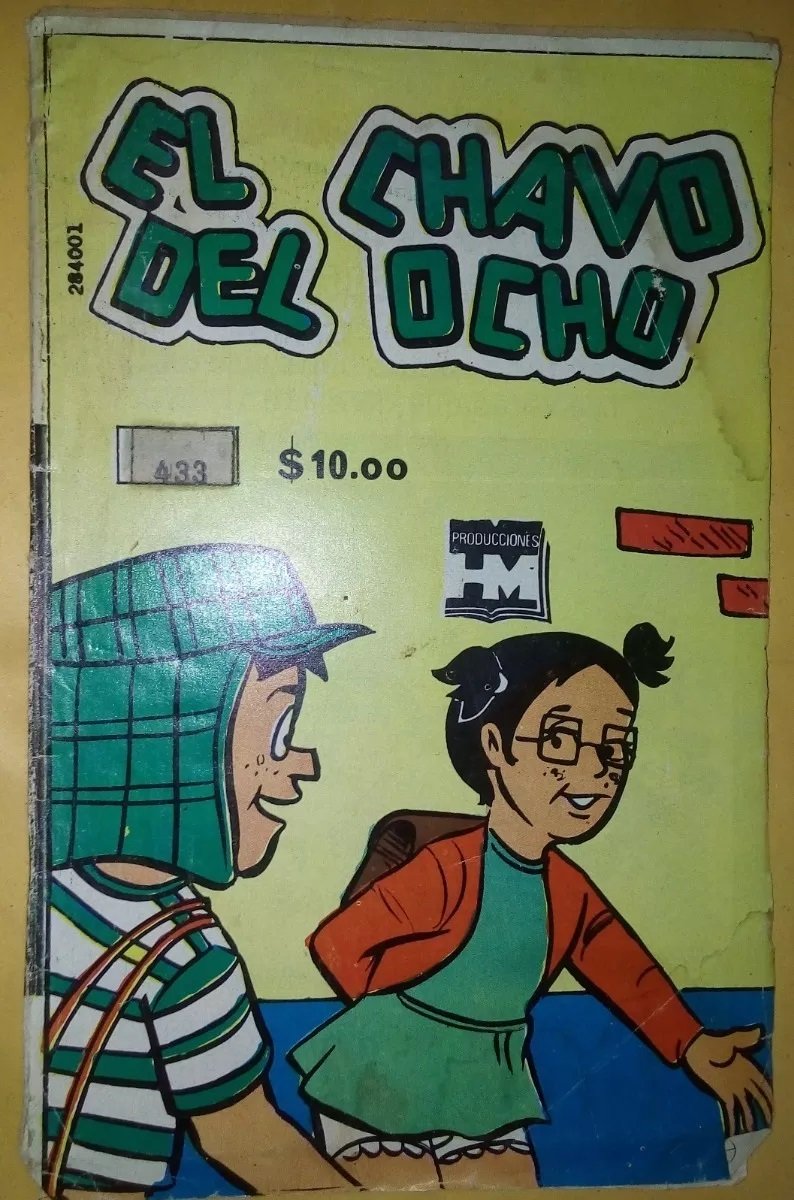 EL CHAVO
DEL OCHO
284001
433 $10.00
PRODUCCIONES
HM